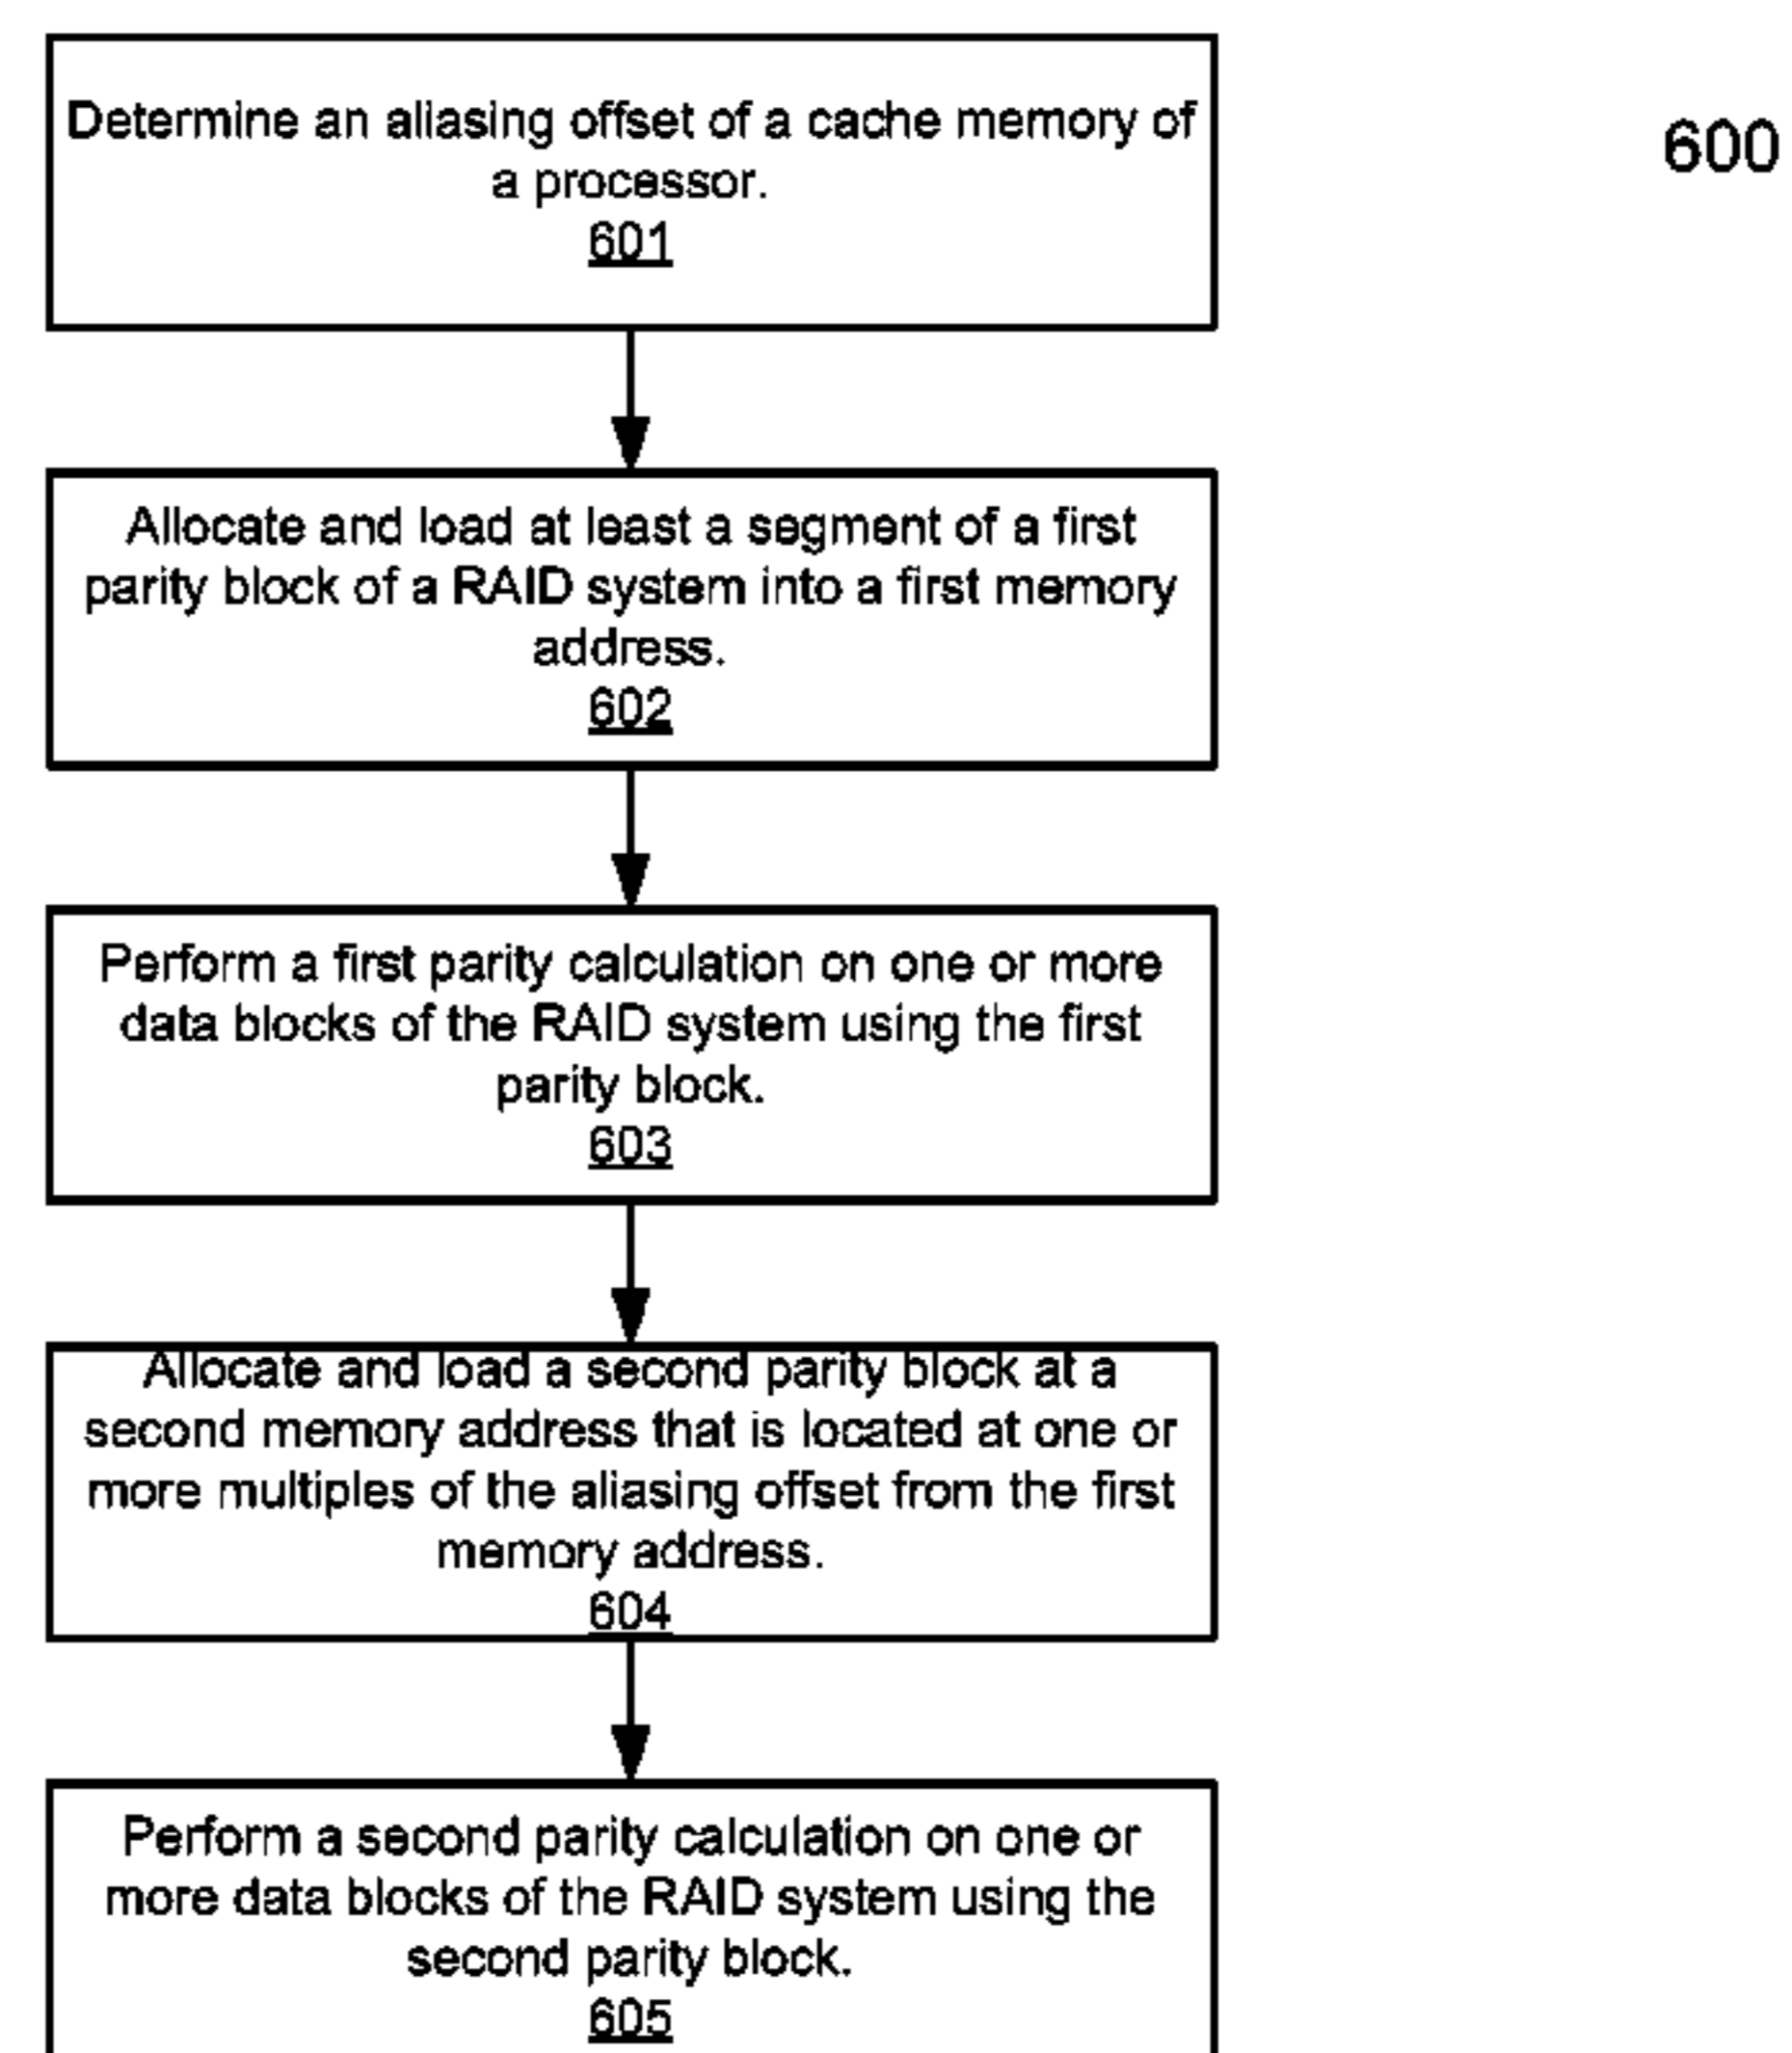 Determine an aliasing offset of a cache memory of
a processor.
601
600
Allocate and load at least a segment of a first
parity block of a RAID system into a first memory
address.
602
Perform a first parity calculation on one or more
data blocks of the RAID system using the first
parity block.
603
Allocate and load a second parity block at a
second memory address that is located at one or
more multiples of the aliasing offset from the first
memory address.
604
Perform a second parity calculation on one or
more data blocks of the RAID system using the
second parity block.
605